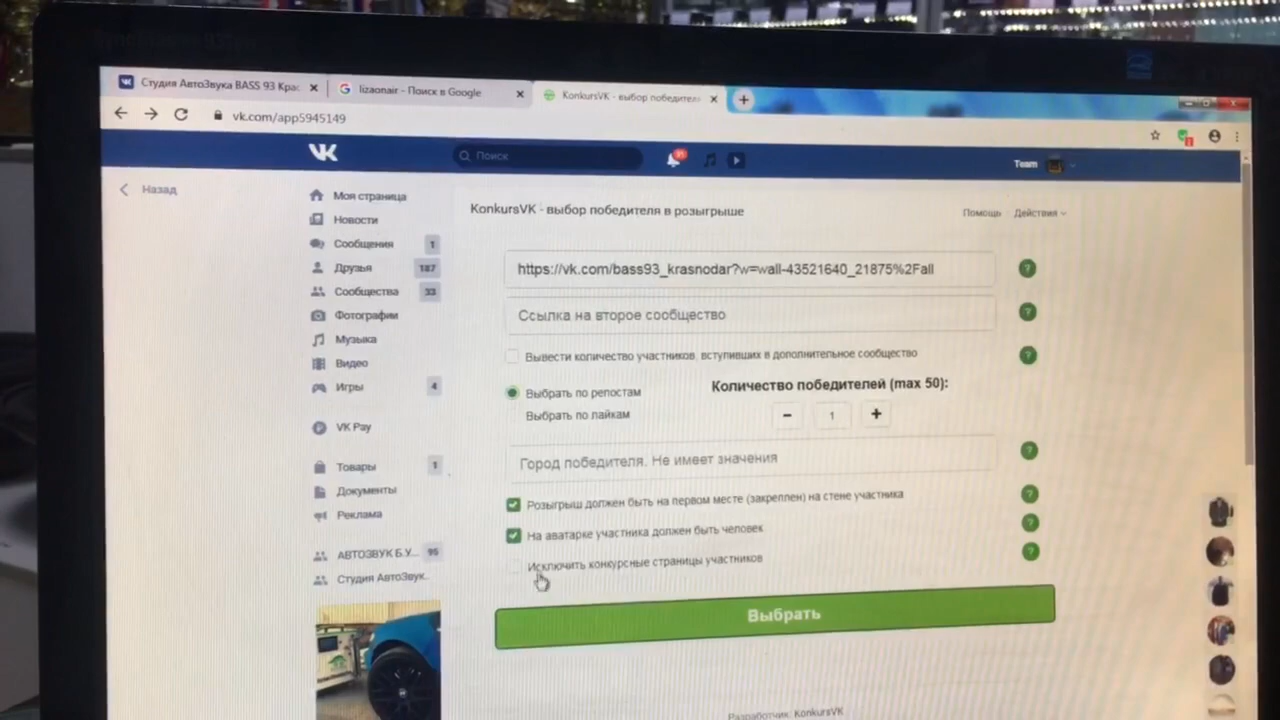 Студия АвтоЗвука BASS 93 Крас
lizaonair - Поиск в Google
KonkursVK - выбор победителе
vk.com/app5945149
Поиск
Team
Назад
Моя страница
Новости
Сообщения 1
Друзья 187
Сообщества 33
Фотографии
Музыка
Видео
Игры 4
VK Pay
Товары 1
Документы
Реклама
АВТОЗВУК Б.У... 95
Студия АвтоЗвук..
KonkursVK - выбор победителя в розыгрыше
Помощь Действия
https://vk.com/bass93_krasnodar?w=wall-43521640_21875%2Fall
Ссылка на второе сообщество
Вывести количество участников, вступивших в дополнительное сообщество
Выбрать по репостам
Выбрать по лайкам
Количество победителей (max 50):
- 1 +
Город победителя. Не имеет значения
Розыгрыш должен быть на первом месте (закреплен) на стене участника
На аватарке участника должен быть человек
Исключить конкурсные страницы участников
Выбрать
Разработчик: KonkursVK